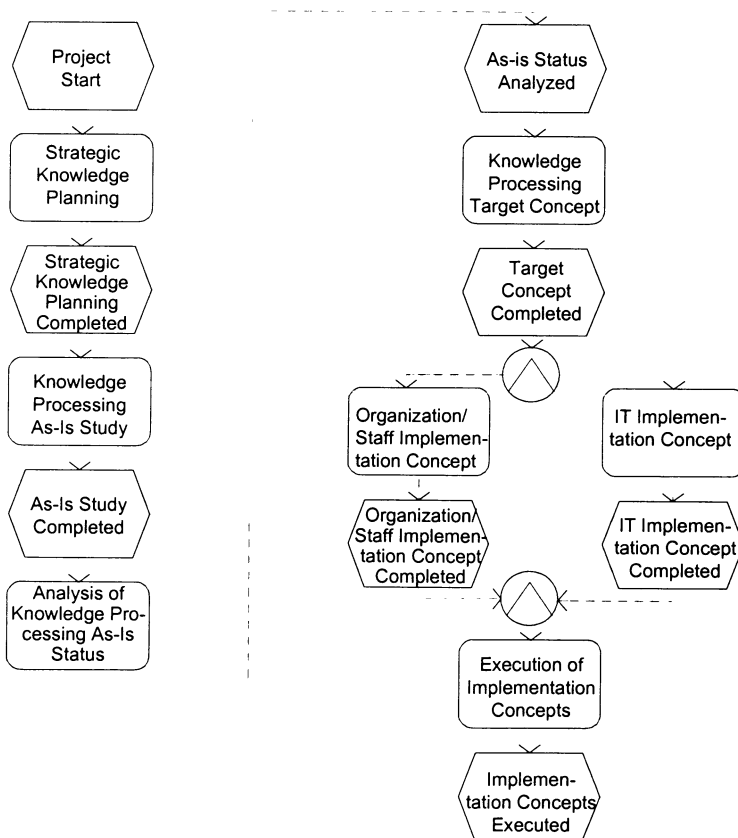 Project
Start
Strategic
Knowledge
Planning
Strategic
Knowledge
Planning
Completed
Knowledge
Processing
As-Is Study
As-Is Study
Completed
Analysis of
Knowledge Pro-
cessing As-Is
Status
As-is Status
Analyzed
Knowledge
Processing
Target Concept
Target
Concept
Completed
Organization/
Staff Implemen-
tation Concept
IT Implemen-
tation Concept
Organization/
Staff Implemen-
tation Concept
Completed
IT Implemen-
tation Concept
Completed
Execution of
Implementation
Concepts
Implemen-
tation Concepts
Executed